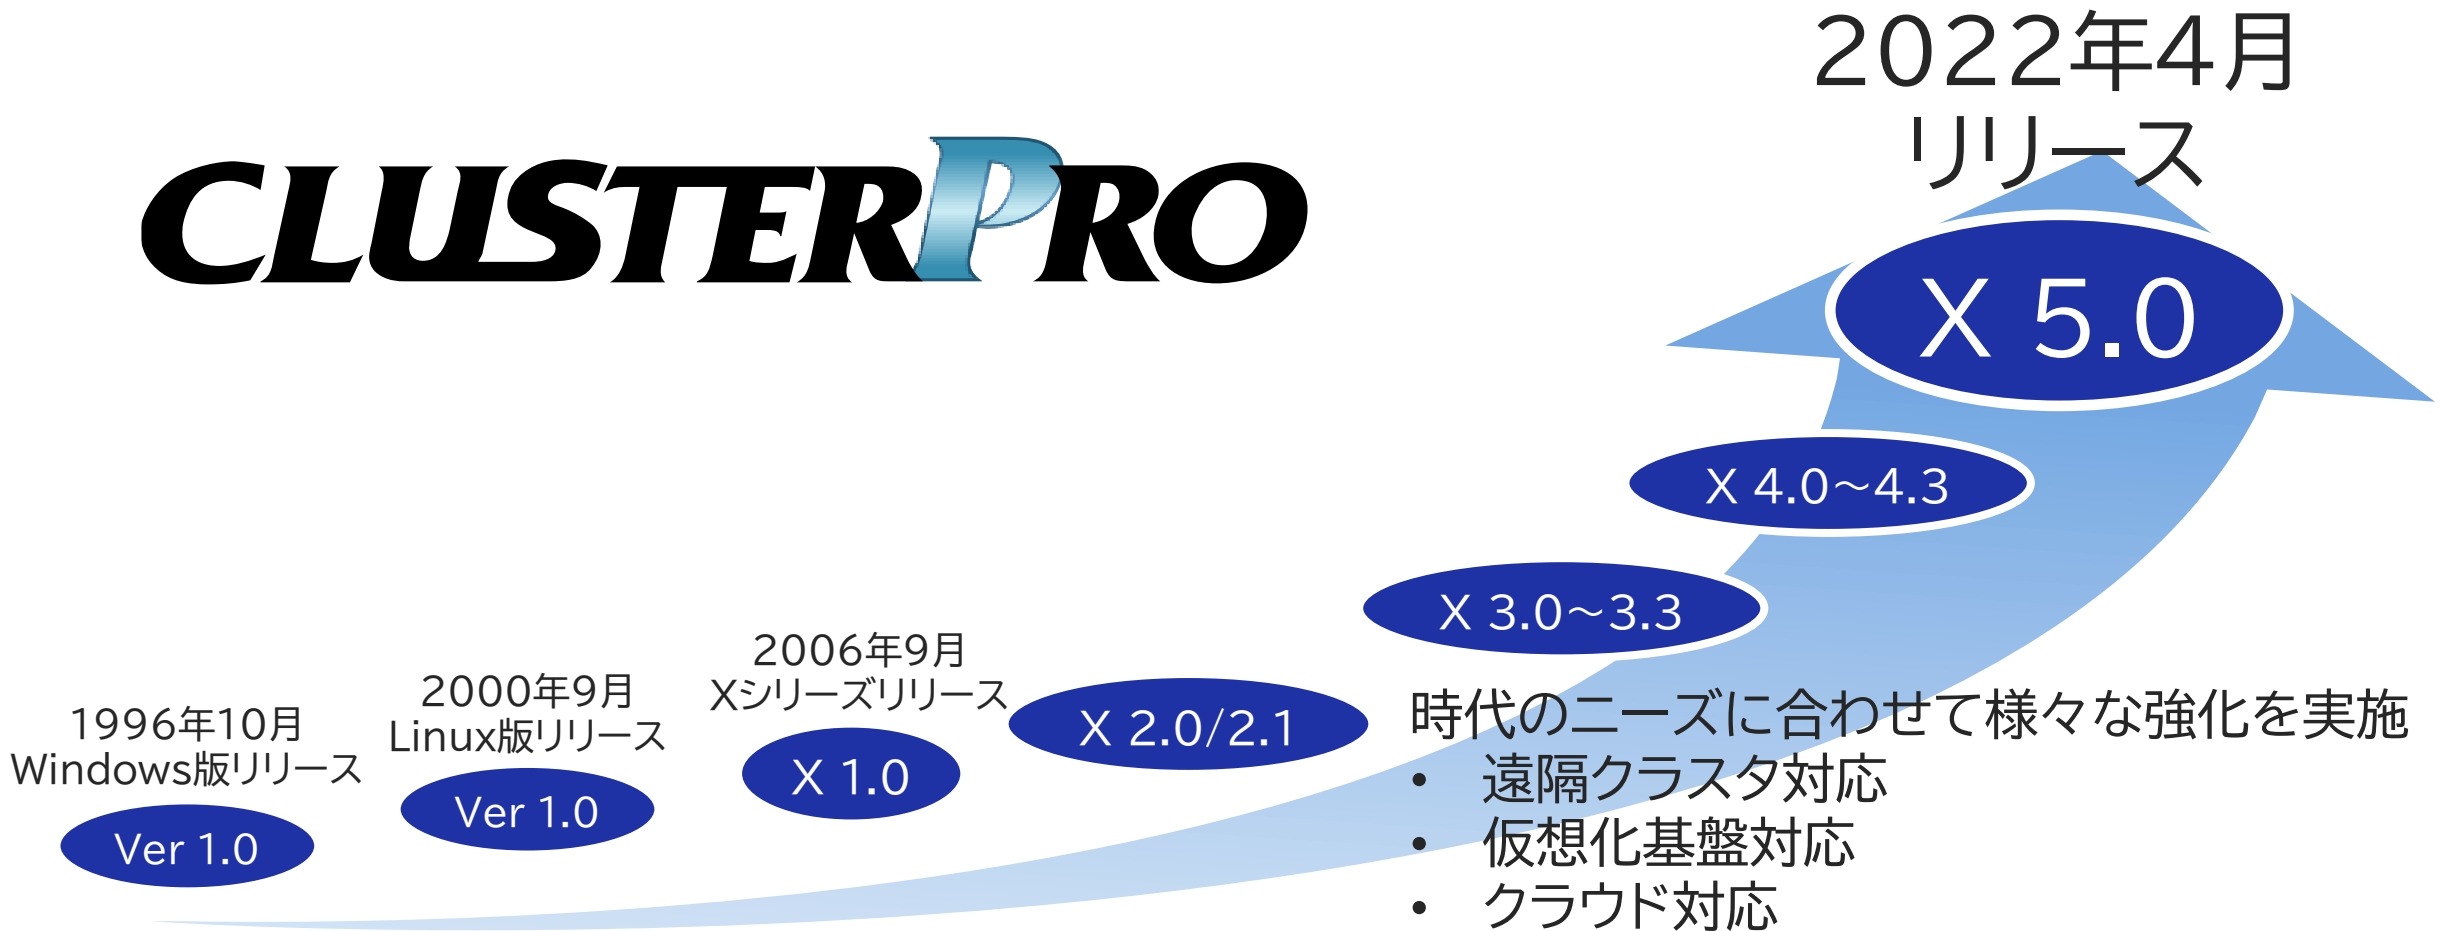 CLUSTERPRO
1996年10月
Windows版リリース
Ver 1.0
2000年9月
Linux版リリース
Ver 1.0
2006年9月
Xシリーズリリース
X 1.0
X 2.0/2.1
X 3.0～3.3
X 4.0～4.3
2022年4月
リリース
X 5.0
時代のニーズに合わせて様々な強化を実施
• 遠隔クラスタ対応
• 仮想化基盤対応
• クラウド対応